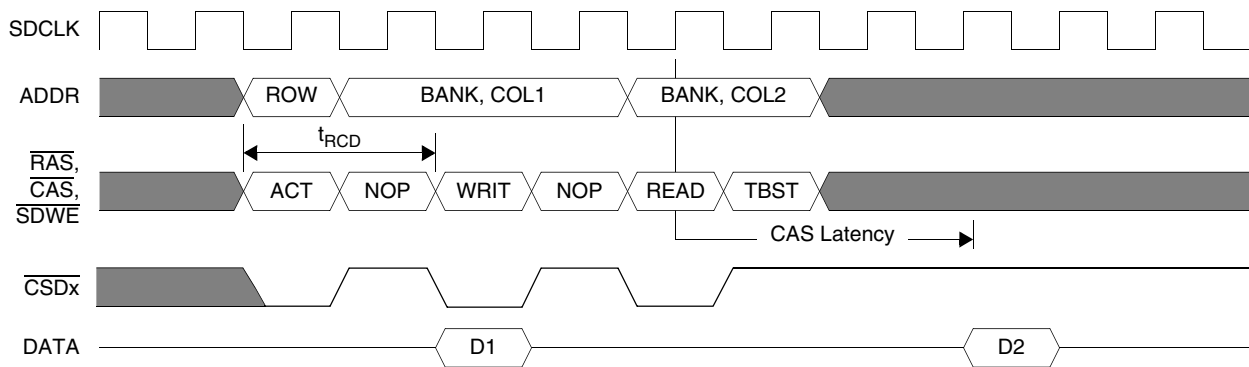 SDCLK
ADDR ROW BANK, COL1 BANK, COL2
tRCD
RAS,
CAS,
SDWE
ACT NOP WRIT NOP READ TBST
CAS Latency
CSDx
DATA D1 D2